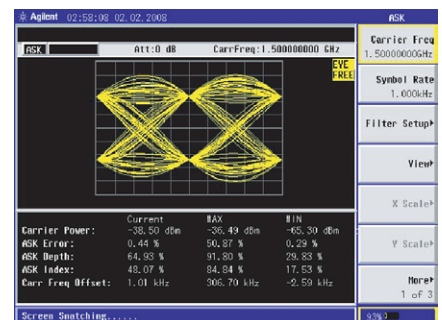 Agilent 02:58:08 02.02.2008
ASK
ASK
Att:0 dB
CarrFreq:1.500000000 GHz
EYE
FREE
Carrier Freq
1.50000000GHz
Symbol Rate
1.000kHz
Filter Setup
View
X Scale
Y Scale
More
1 of 3
Current MAX MIN
Carrier Power: -38.50 dBm -36.49 dBm -65.30 dBm
ASK Error: 0.44 % 50.87 % 0.29 %
ASK Depth: 64.93 % 91.80 % 29.83 %
ASK Index: 48.07 % 84.84 % 17.53 %
Carr Freq Offset: 1.01 kHz 306.70 kHz -2.59 kHz
Screen Snatching......
93%